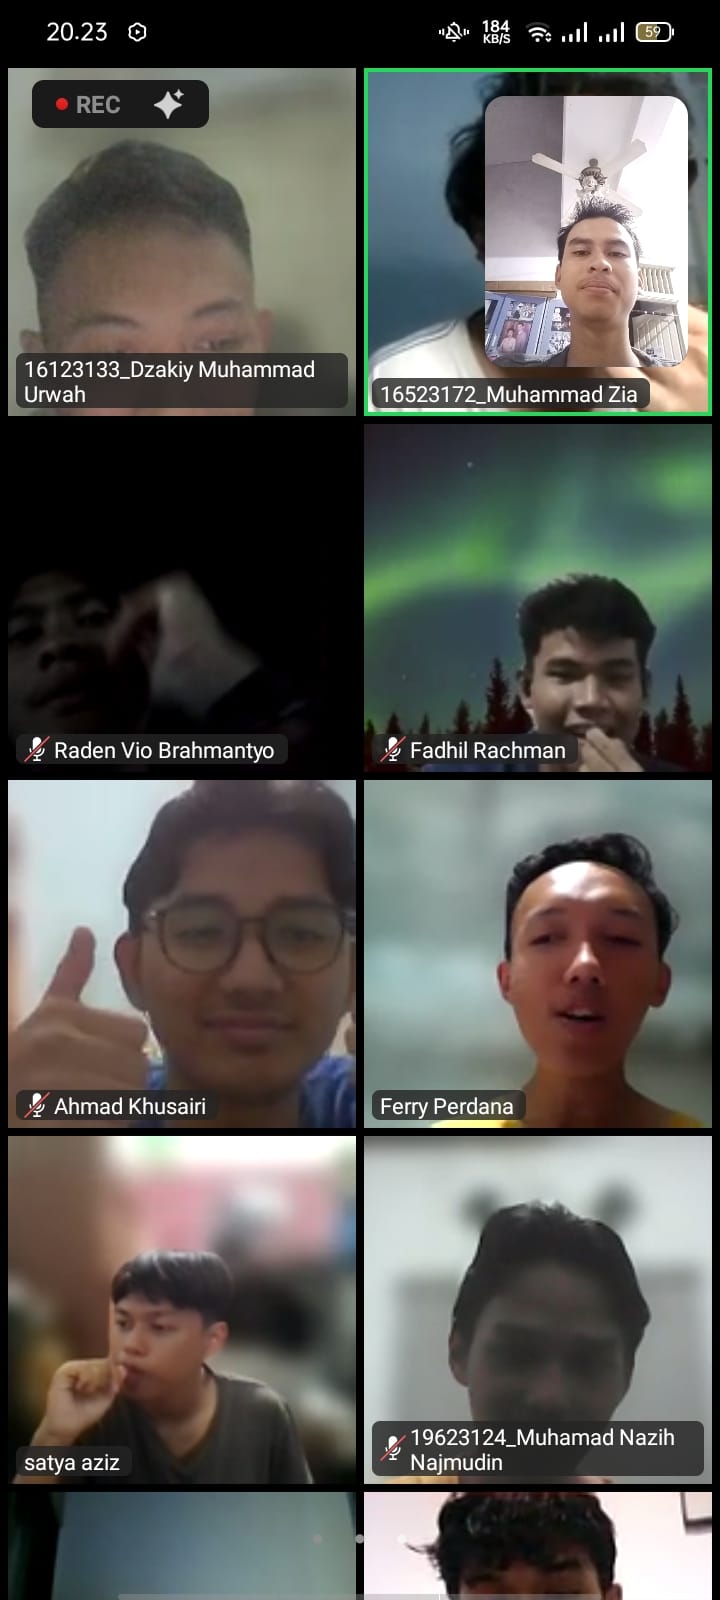 20.23
184
KB/S
59
REC
16123133_Dzakiy Muhammad
Urwah
16523172_Muhammad Zia
Raden Vio Brahmantyo
Fadhil Rachman
Ahmad Khusairi
Ferry Perdana
satya aziz
19623124_Muhamad Nazih
Najmudin